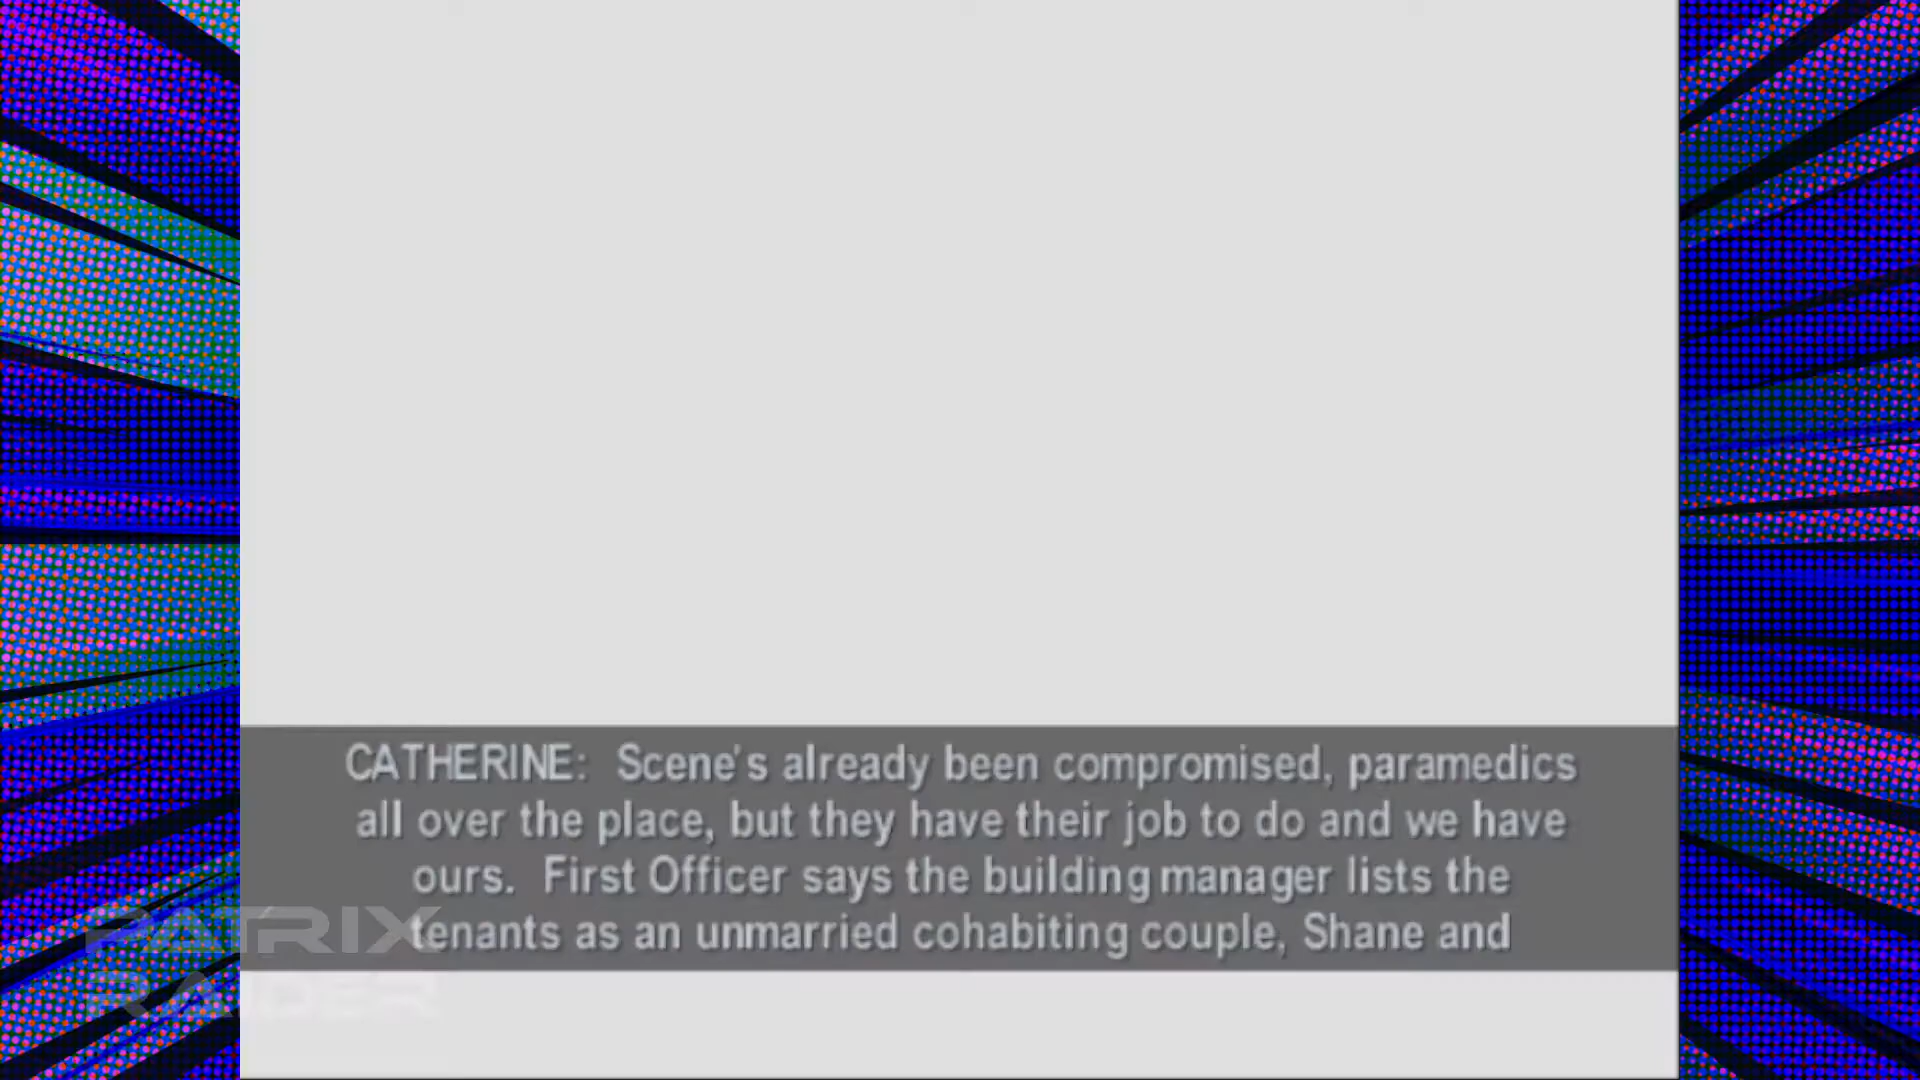 CATHERINE: Scene's already been compromised, paramedics
all over the place, but they have their job to do and we have
ours. First Officer says the building manager lists the
tenants as an unmarried cohabiting couple, Shane and
PATRIX
RAIDER